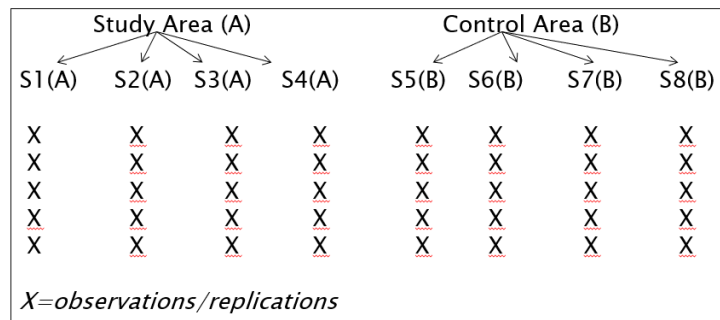 Study Area (A) Control Area (B)
S1(A) S2(A) S3(A) S4(A) S5(B) S6(B) S7(B) S8(B)
X X X X X X X X
X X X X X X X X
X X X X X X X X
X X X X X X X X
X X X X X X X X
X=observations/replications